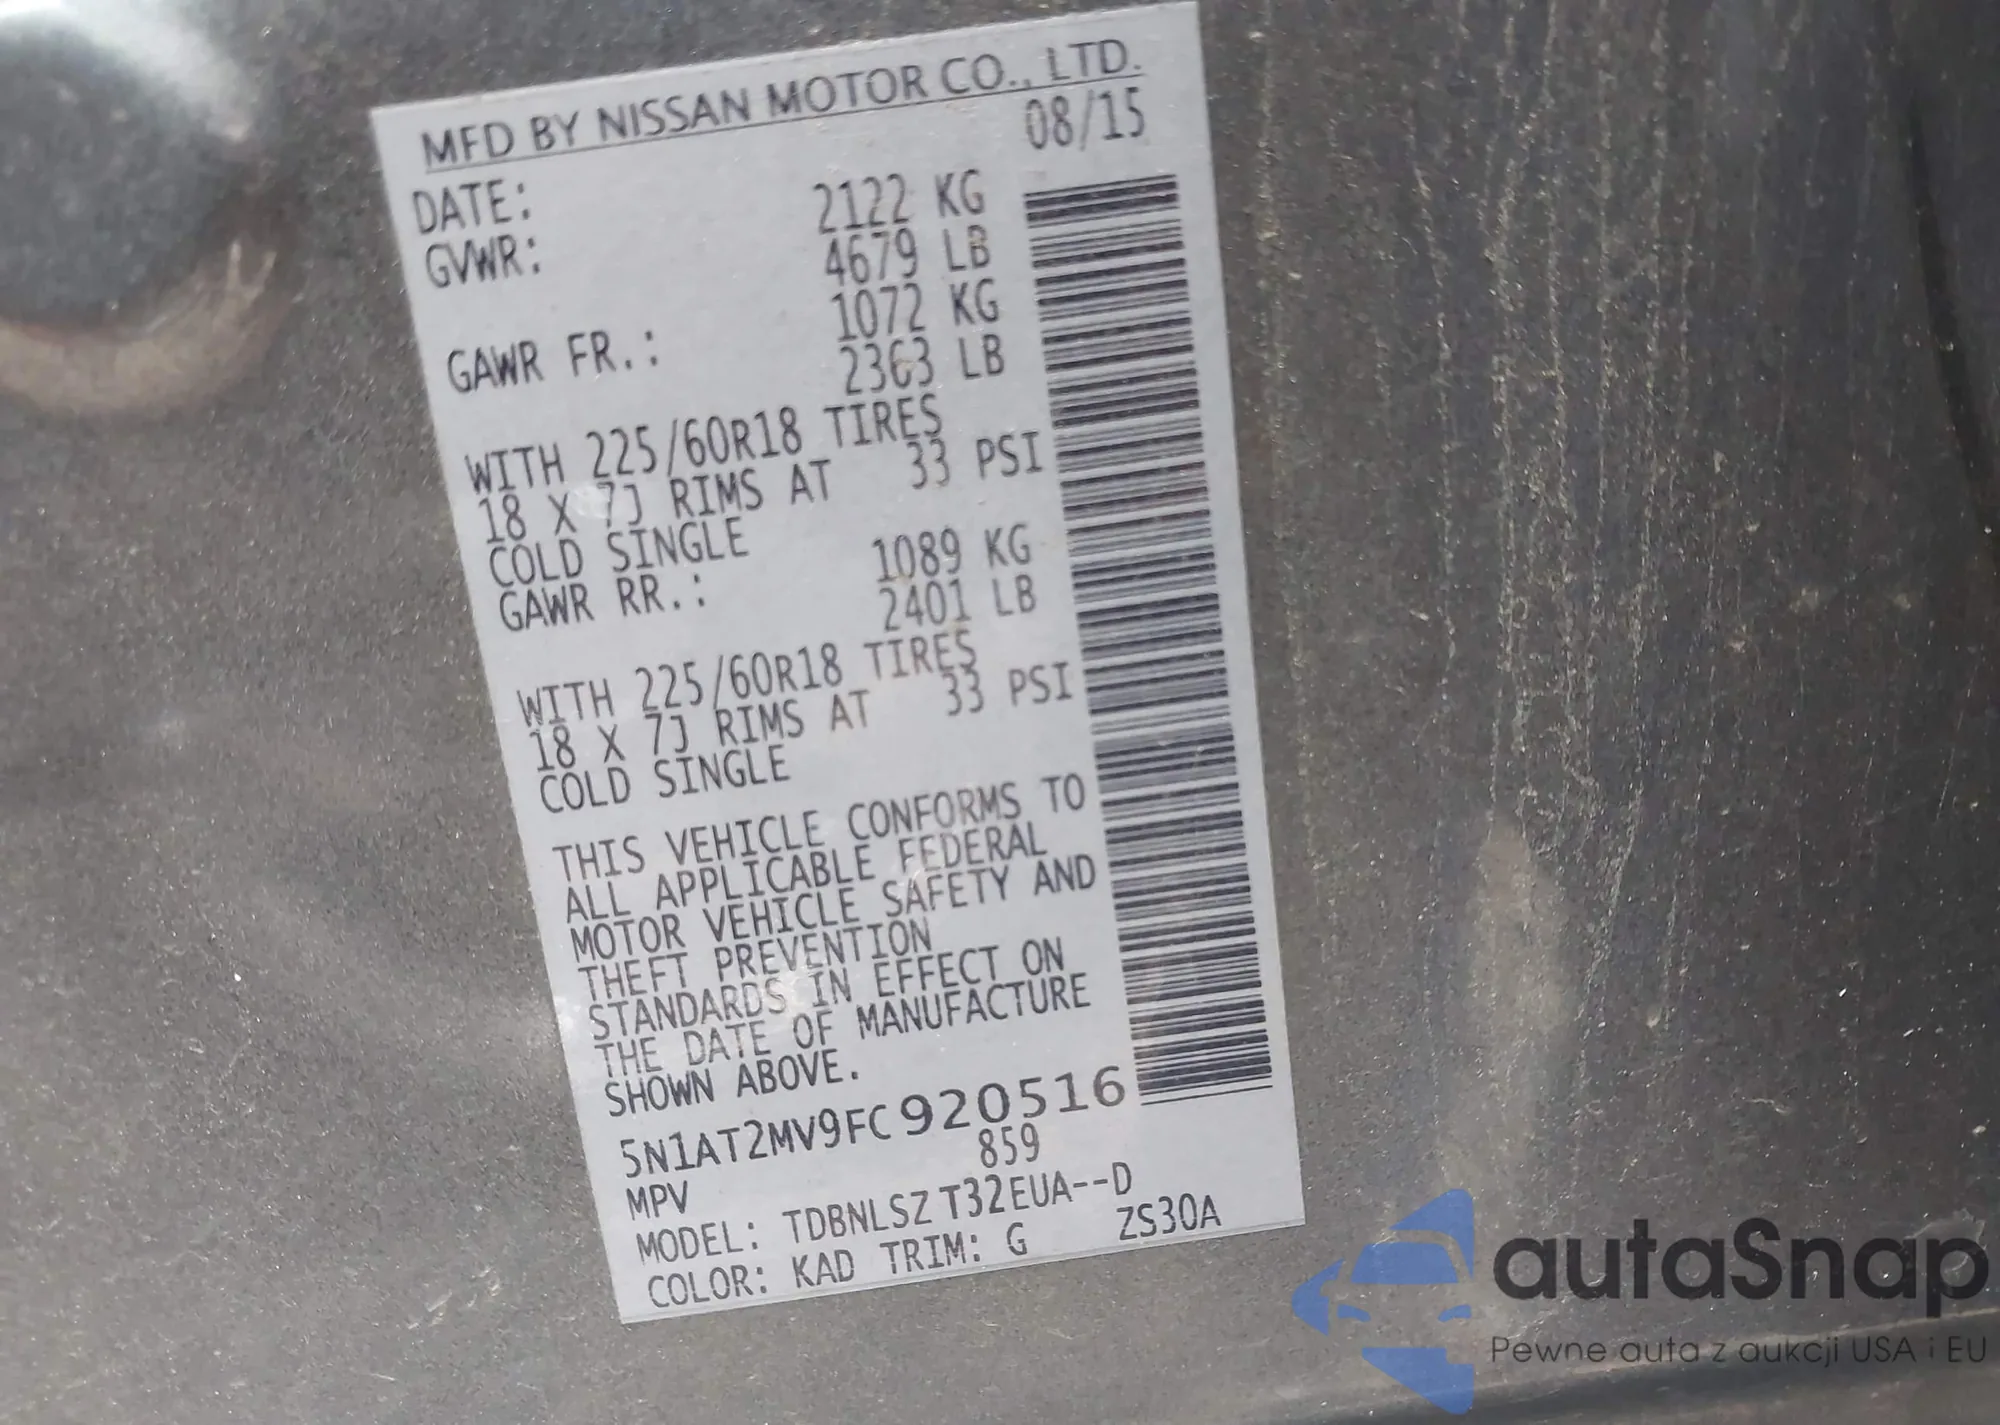 MFD BY NISSAN MOTOR CO., LTD.
DATE: 08/15
GVWR: 2122 KG
4679 LB
GAWR FR.: 1072 KG
2363 LB
WITH 225/60R18 TIRES
18 X 7J RIMS AT 33 PSI
COLD SINGLE
GAWR RR.: 1089 KG
2401 LB
WITH 225/60R18 TIRES
18 X 7J RIMS AT 33 PSI
COLD SINGLE
THIS VEHICLE CONFORMS TO
ALL APPLICABLE FEDERAL
MOTOR VEHICLE SAFETY AND
THEFT PREVENTION
STANDARDS IN EFFECT ON
THE DATE OF MANUFACTURE
SHOWN ABOVE.
5N1AT2MV9FC920516
MPV 859
MODEL: TDBNLSZ T32EUA--D
COLOR: KAD TRIM: G ZS30A
autaSnap
Pewne auta z aukcji USA i EU